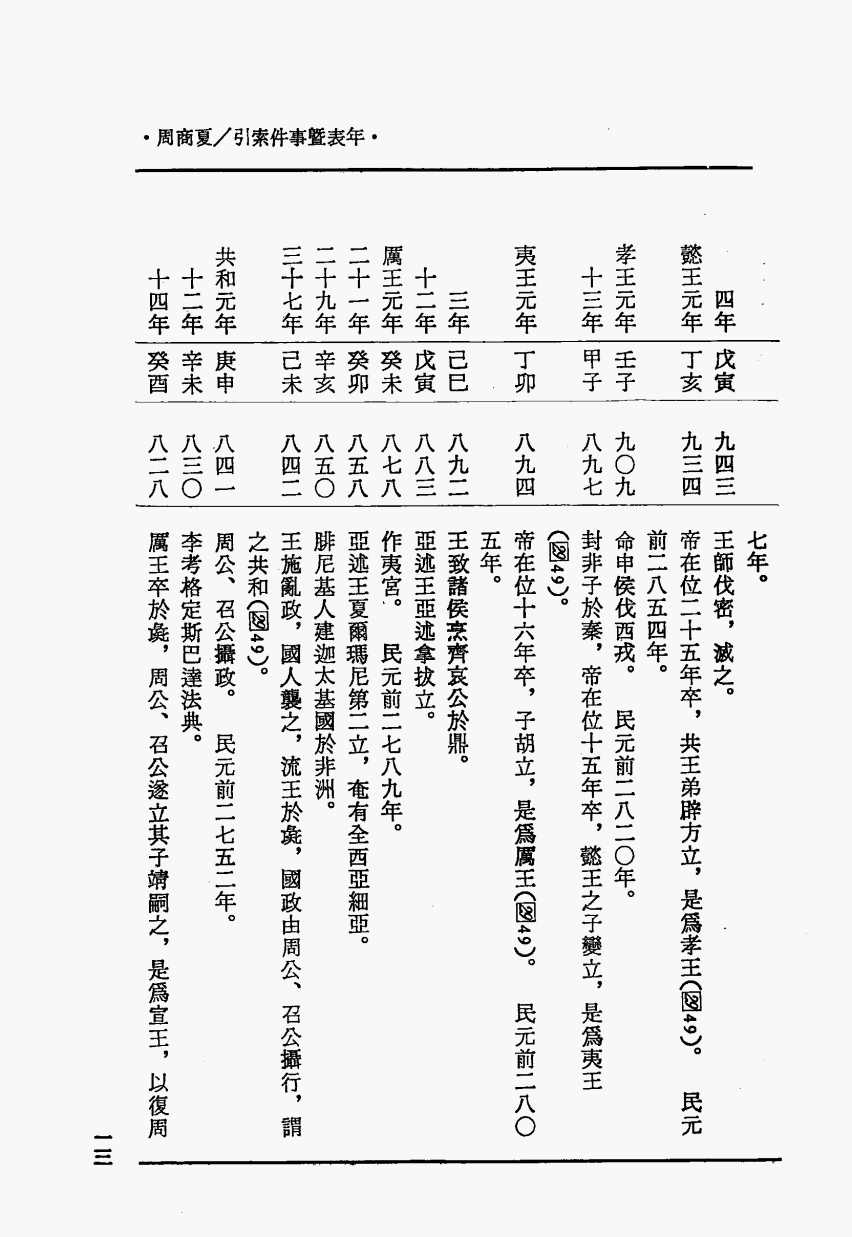 ・年表暨事件索引／夏商周・
七年。
四年 戊寅 九四三 王師伐密，滅之。
懿王元年 丁亥 九三四 帝在位二十五年卒，共王弟辟方立，是爲孝王(圖49)。 民元
前二八五四年。
孝王元年 壬子 九〇九 命申侯伐西戎。 民元前二八二〇年。
十三年 甲子 八九七 封非子於秦，帝在位十五年卒，懿王之子變立，是爲夷王
(圖49)。
夷王元年 丁卯 八九四 帝在位十六年卒，子胡立，是爲厲王(圖49)。 民元前二八〇
五年。
三年 己巳 八九二 王致諸侯烹齊哀公於鼎。
十二年 戊寅 八八三 亞述王亞述拿拔立。
厲王元年 癸未 八七八 作夷宮。 民元前二七八九年。
二十一年 癸卯 八五八 亞述王夏爾瑪尼第二立，奄有全西亞細亞。
二十九年 辛亥 八五〇 腓尼基人建迦太基國於非洲。
三十七年 己未 八四二 王施亂政，國人襲之，流王於彘，國政由周公、召公攝行，謂
之共和(圖49)。
共和元年 庚申 八四一 周公、召公攝政。 民元前二七五二年。
十二年 辛未 八三〇 李考格定斯巴達法典。
十四年 癸酉 八二八 厲王卒於彘，周公、召公遂立其子靖嗣之，是爲宣王，以復周
一三